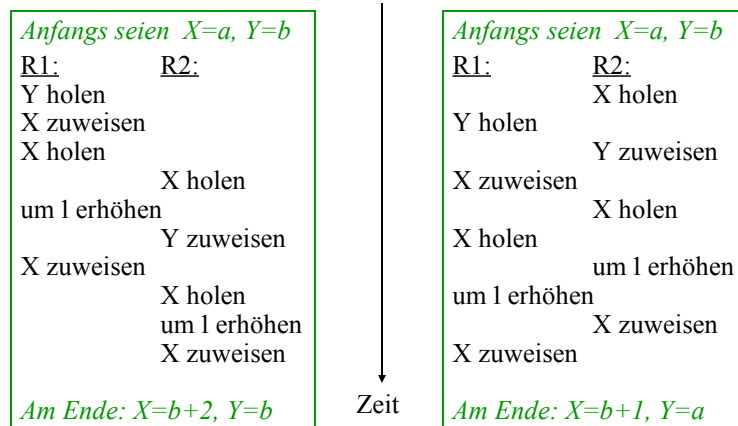 Anfangs seien X=a, Y=b
R1: R2:
Y holen
X zuweisen
X holen
X holen
um 1 erhöhen
Y zuweisen
X zuweisen
X holen
um 1 erhöhen
X zuweisen
Am Ende: X=b+2, Y=b
Zeit
Anfangs seien X=a, Y=b
R1: R2:
X holen
Y holen
Y zuweisen
X zuweisen
X holen
X holen
um 1 erhöhen
um 1 erhöhen
X zuweisen
X zuweisen
Am Ende: X=b+1, Y=a